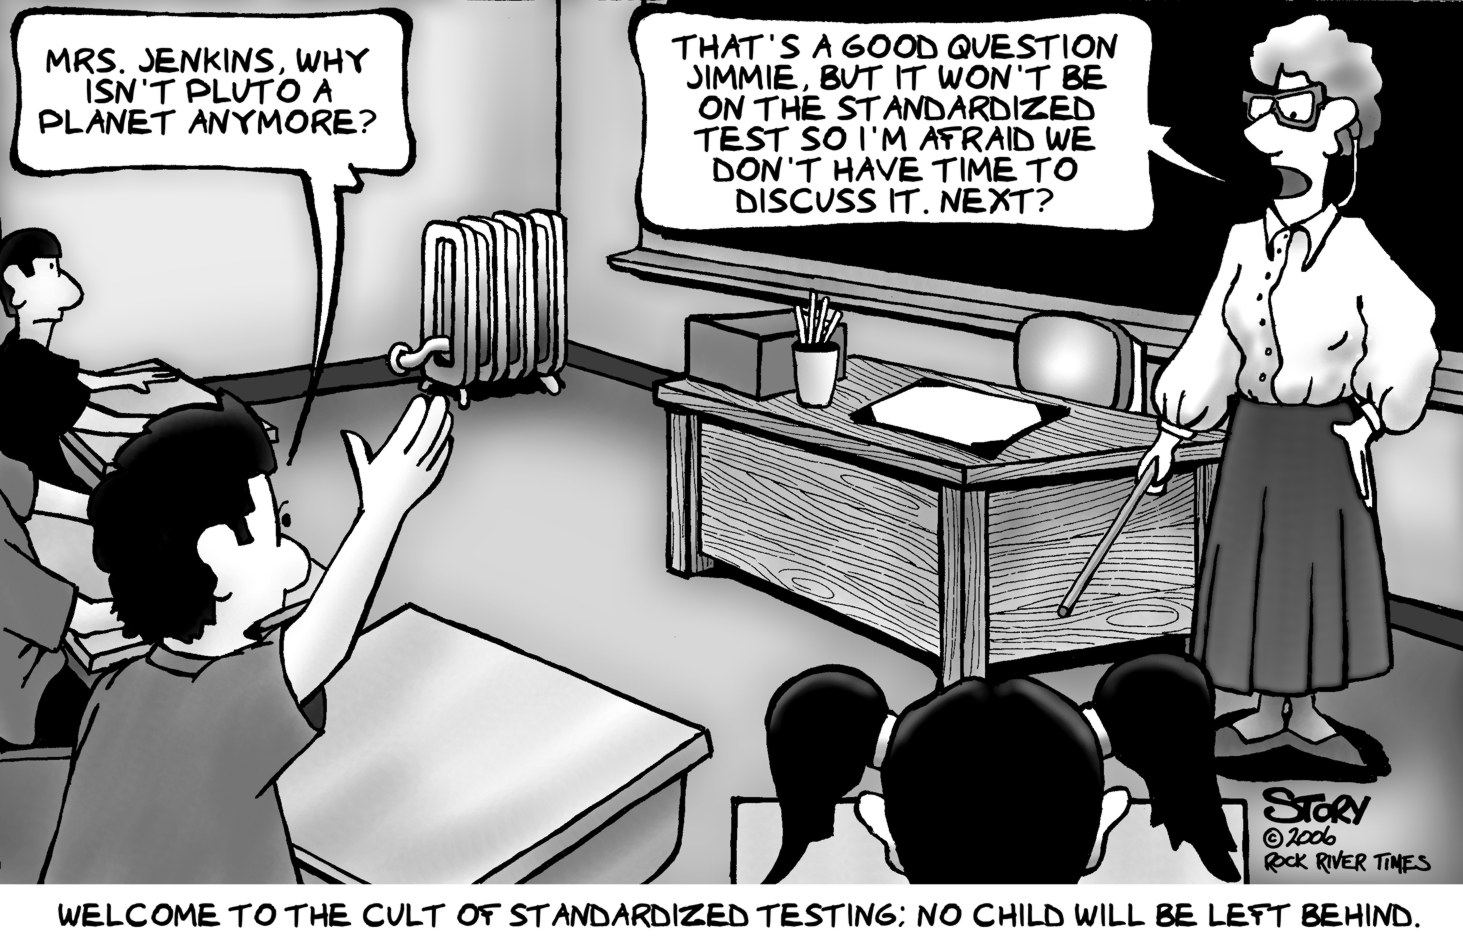 MRS. JENKINS, WHY
ISN'T PLUTO A
PLANET ANYMORE?
THAT'S A GOOD QUESTION
JIMMIE, BUT IT WON'T BE
ON THE STANDARDIZED
TEST SO I'M AFRAID WE
DON'T HAVE TIME TO
DISCUSS IT. NEXT?
STORY
© 2006
ROCK RIVER TIMES
WELCOME TO THE CULT OF STANDARDIZED TESTING: NO CHILD WILL BE LEFT BEHIND.